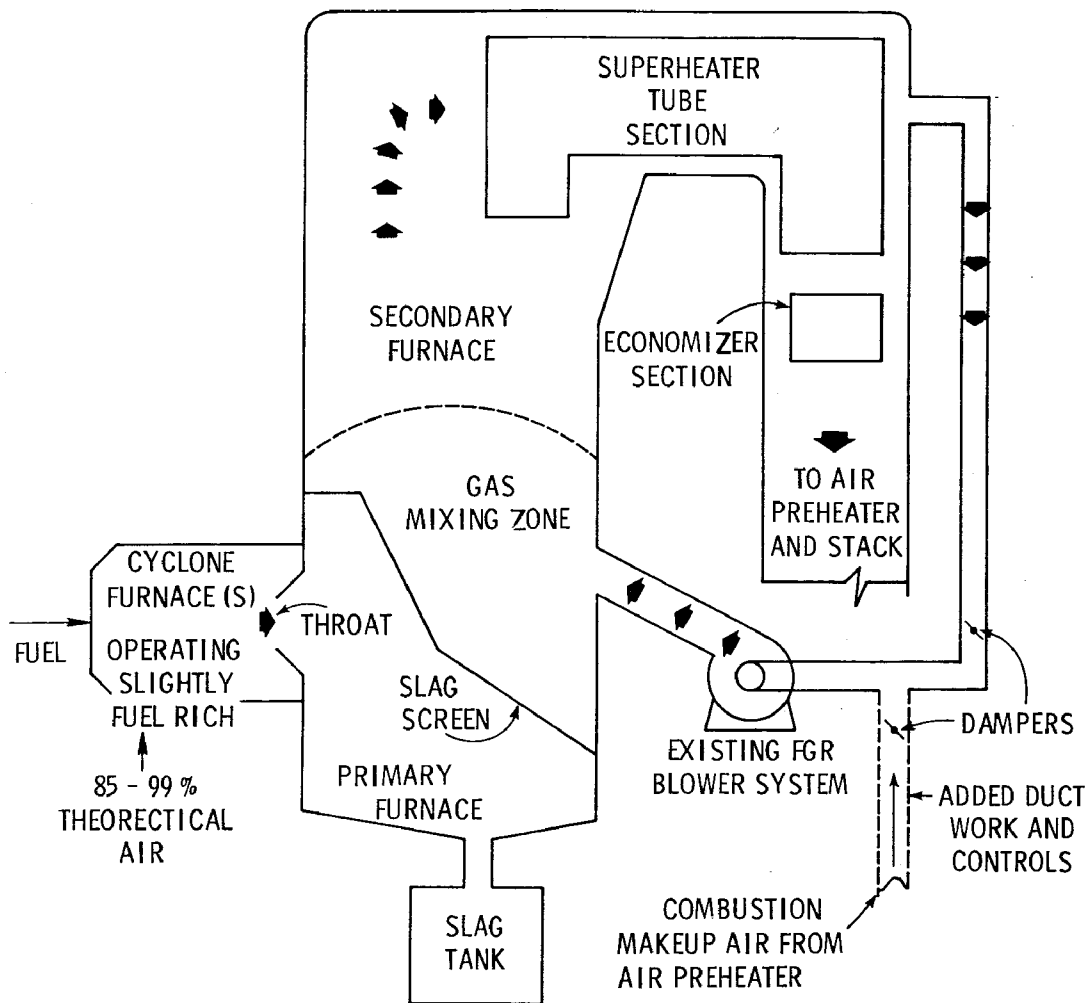 SUPERHEATER
TUBE
SECTION
SECONDARY
FURNACE
ECONOMIZER
SECTION
GAS
MIXING ZONE
TO AIR
PREHEATER
AND STACK
CYCLONE
FURNACE(S)
THROAT
FUEL
OPERATING
SLIGHTLY
FUEL RICH
SLAG
SCREEN
DAMPERS
EXISTING FGR
BLOWER SYSTEM
85 - 99 %
THEORECTICAL
AIR
PRIMARY
FURNACE
ADDED DUCT
WORK AND
CONTROLS
SLAG
TANK
COMBUSTION
MAKEUP AIR FROM
AIR PREHEATER